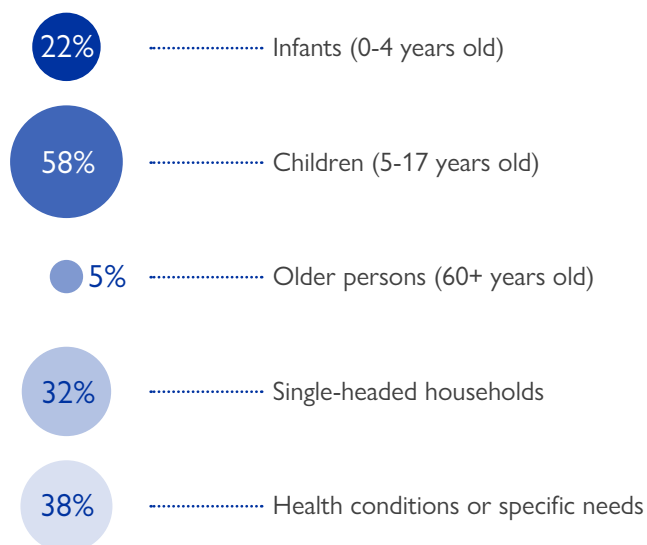 22% Infants (0-4 years old)
58% Children (5-17 years old)
5% Older persons (60+ years old)
32% Single-headed households
38% Health conditions or specific needs